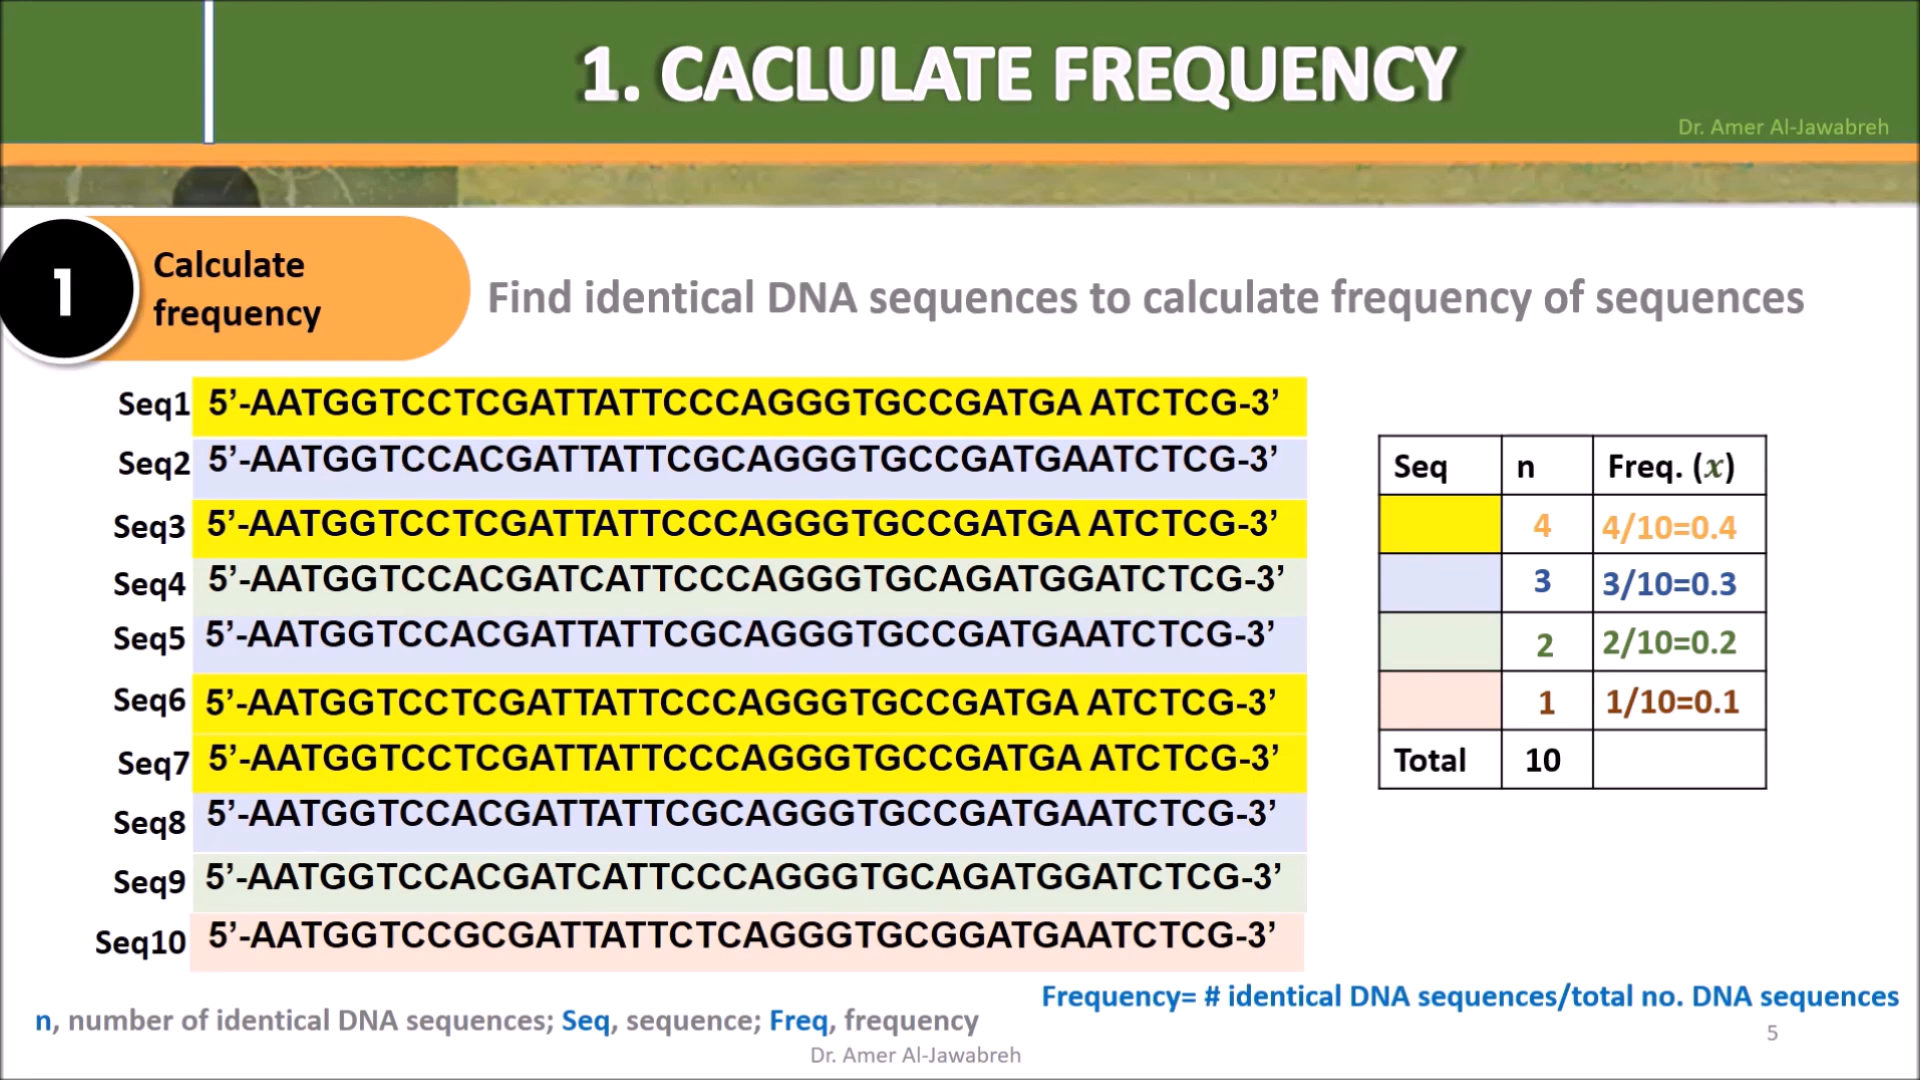 1. CACLULATE FREQUENCY
Dr. Amer Al-Jawabreh
1
Calculate
frequency
Find identical DNA sequences to calculate frequency of sequences
Seq1 5’-AATGGTCCTCGATTATTCCCAGGGTGCCGATGA ATCTCG-3’
Seq2 5’-AATGGTCCACGATTATTCGCAGGGTGCCGATGAATCTCG-3’
Seq3 5’-AATGGTCCTCGATTATTCCCAGGGTGCCGATGA ATCTCG-3’
Seq4 5’-AATGGTCCACGATCATTCCCAGGGTGCAGATGGATCTCG-3’
Seq5 5’-AATGGTCCACGATTATTCGCAGGGTGCCGATGAATCTCG-3’
Seq6 5’-AATGGTCCTCGATTATTCCCAGGGTGCCGATGA ATCTCG-3’
Seq7 5’-AATGGTCCTCGATTATTCCCAGGGTGCCGATGA ATCTCG-3’
Seq8 5’-AATGGTCCACGATTATTCGCAGGGTGCCGATGAATCTCG-3’
Seq9 5’-AATGGTCCACGATCATTCCCAGGGTGCAGATGGATCTCG-3’
Seq10 5’-AATGGTCCGCGATTATTCTCAGGGTGCGGATGAATCTCG-3’
Seq n Freq. (x)
4 4/10=0.4
3 3/10=0.3
2 2/10=0.2
1 1/10=0.1
Total 10
Frequency= # identical DNA sequences/total no. DNA sequences
n, number of identical DNA sequences; Seq, sequence; Freq, frequency
5
Dr. Amer Al-Jawabreh